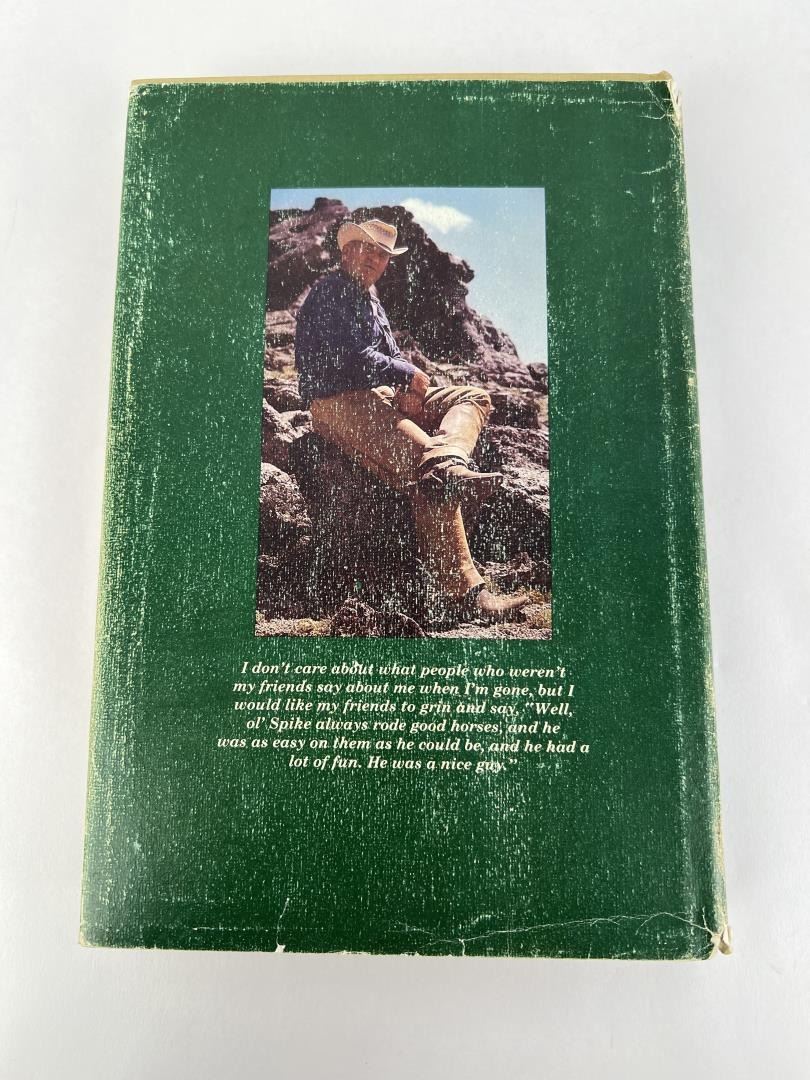 I don't care about what people who weren't
my friends say about me when I'm gone, but I
would like my friends to grin and say, "Well,
ol' Spike always rode good horses, and he
was as easy on them as he could be, and he had a
lot of fun. He was a nice guy."